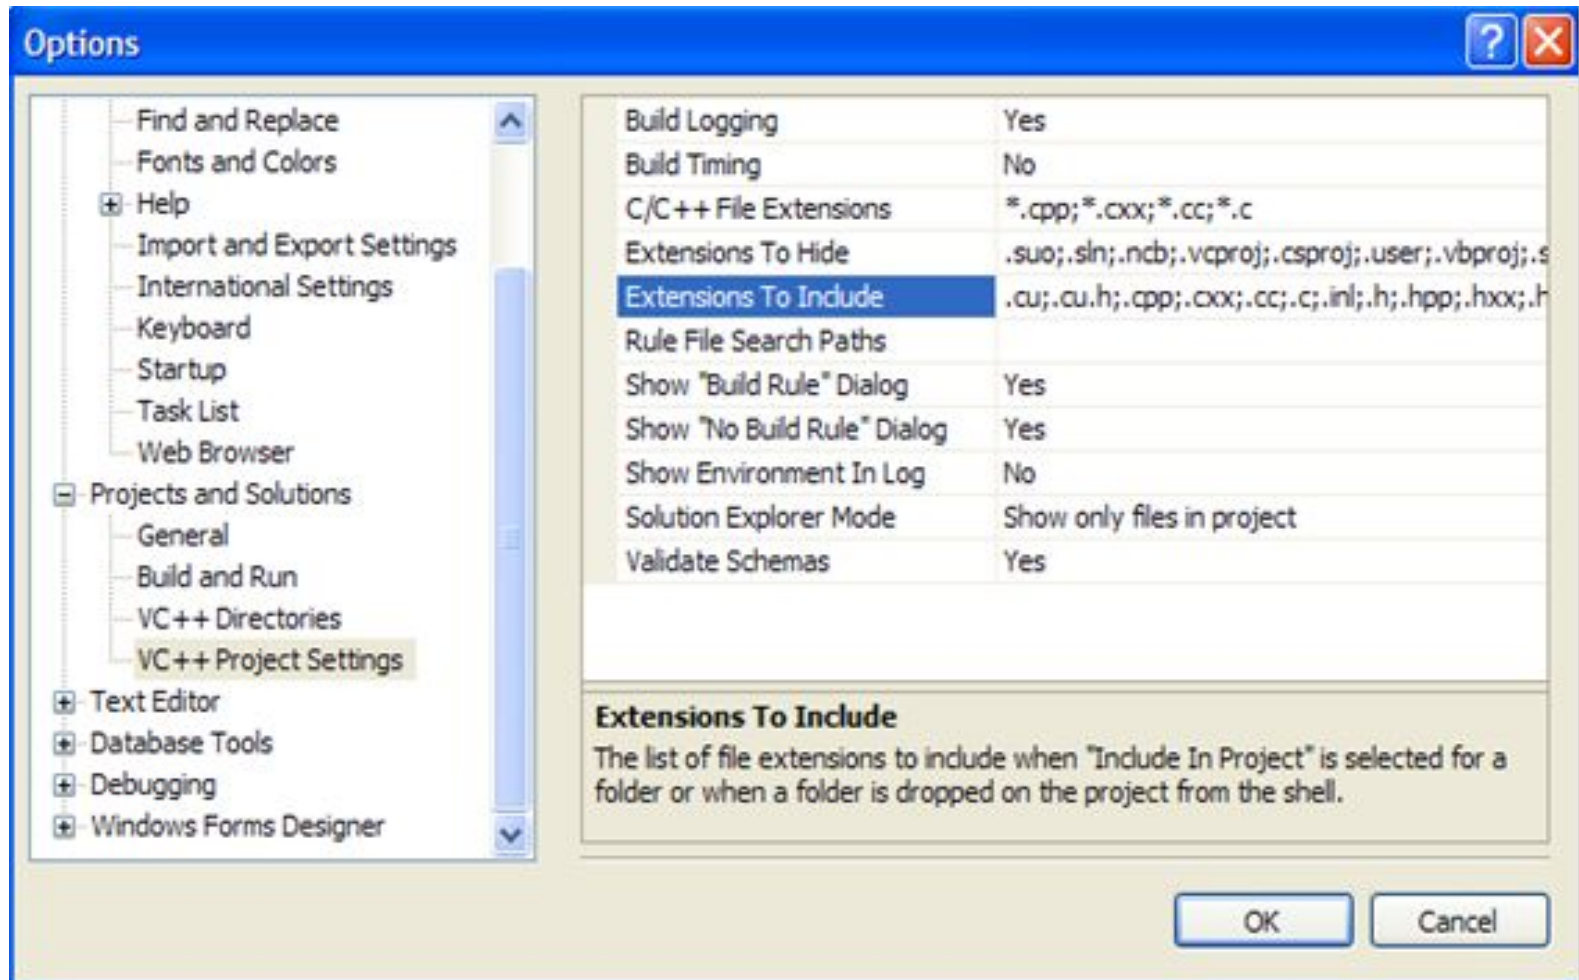 Options
Find and Replace
Fonts and Colors
Help
Import and Export Settings
International Settings
Keyboard
Startup
Task List
Web Browser
Projects and Solutions
General
Build and Run
VC++ Directories
VC++ Project Settings
Text Editor
Database Tools
Debugging
Windows Forms Designer
Build Logging Yes
Build Timing No
C/C++ File Extensions *.cpp;*.cxx;*.cc;*.c
Extensions To Hide .suo;.sln;.ncb;.vcproj;.csproj;.user;.vbproj;.s
Extensions To Include .cu;.cu.h;.cpp;.cxx;.cc;.c;.inl;.h;.hpp;.hxx;.h
Rule File Search Paths
Show "Build Rule" Dialog Yes
Show "No Build Rule" Dialog Yes
Show Environment In Log No
Solution Explorer Mode Show only files in project
Validate Schemas Yes
Extensions To Include
The list of file extensions to include when "Include In Project" is selected for a
folder or when a folder is dropped on the project from the shell.
OK Cancel